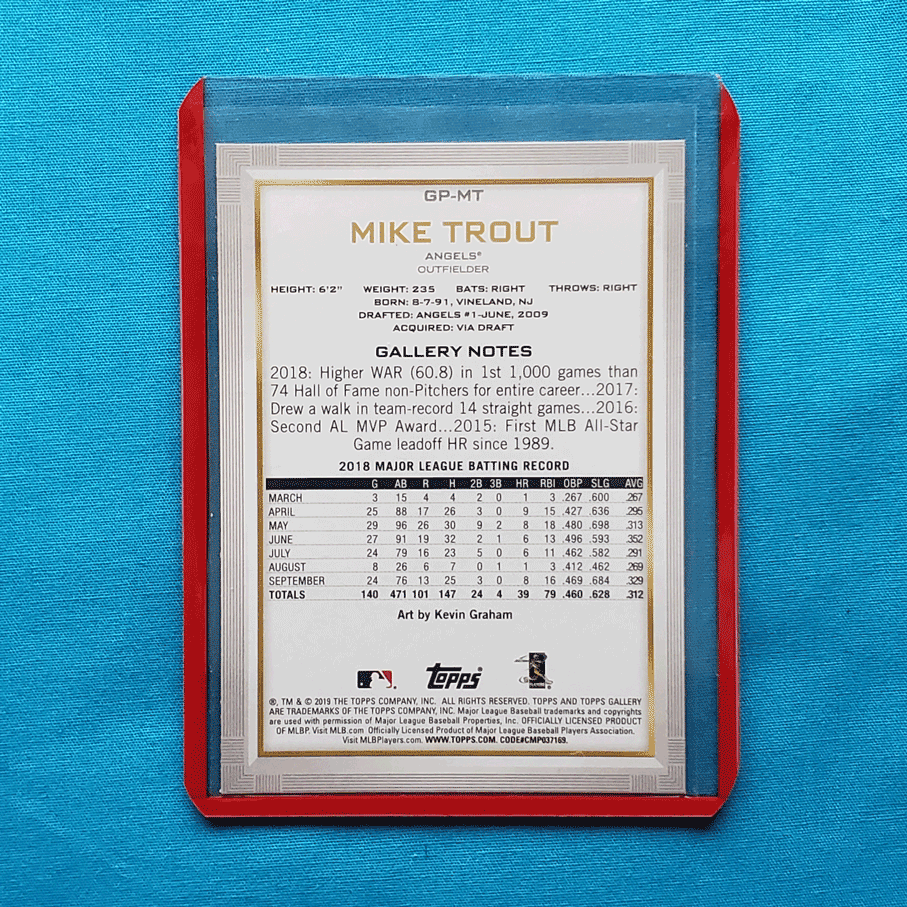 GP-MT
MIKE TROUT
ANGELS®
OUTFIELDER
HEIGHT: 6'2" WEIGHT: 235 BATS: RIGHT THROWS: RIGHT
BORN: 8-7-91, VINELAND, NJ
DRAFTED: ANGELS #1-JUNE, 2009
ACQUIRED: VIA DRAFT
GALLERY NOTES
2018: Higher WAR (60.8) in 1st 1,000 games than
74 Hall of Fame non-Pitchers for entire career...2017:
Drew a walk in team-record 14 straight games...2016:
Second AL MVP Award...2015: First MLB All-Star
Game leadoff HR since 1989.
2018 MAJOR LEAGUE BATTING RECORD
G AB R H 2B 3B HR RBI OBP SLG AVG
MARCH 3 15 4 4 2 0 1 3 .267 .600 .267
APRIL 25 88 17 26 3 0 9 15 .427 .636 .295
MAY 29 96 26 30 9 2 8 18 .480 .698 .313
JUNE 27 91 19 32 2 1 6 13 .496 .593 .352
JULY 24 79 16 23 5 0 6 11 .462 .582 .291
AUGUST 8 26 6 7 0 1 1 3 .412 .462 .269
SEPTEMBER 24 76 13 25 3 0 8 16 .469 .684 .329
TOTALS 140 471 101 147 24 4 39 79 .460 .628 .312
Art by Kevin Graham
TOPPS
®, TM & © 2019 THE TOPPS COMPANY, INC. ALL RIGHTS RESERVED. TOPPS AND TOPPS GALLERY
ARE TRADEMARKS OF THE TOPPS COMPANY, INC. Major League Baseball trademarks and copyrights
are used with permission of Major League Baseball Properties, Inc. OFFICIALLY LICENSED PRODUCT
OF MLBP. Visit MLB.com Officially Licensed Product of Major League Baseball Players Association.
Visit MLBPlayers.com. WWW.TOPPS.COM. CODE#CMP037169.